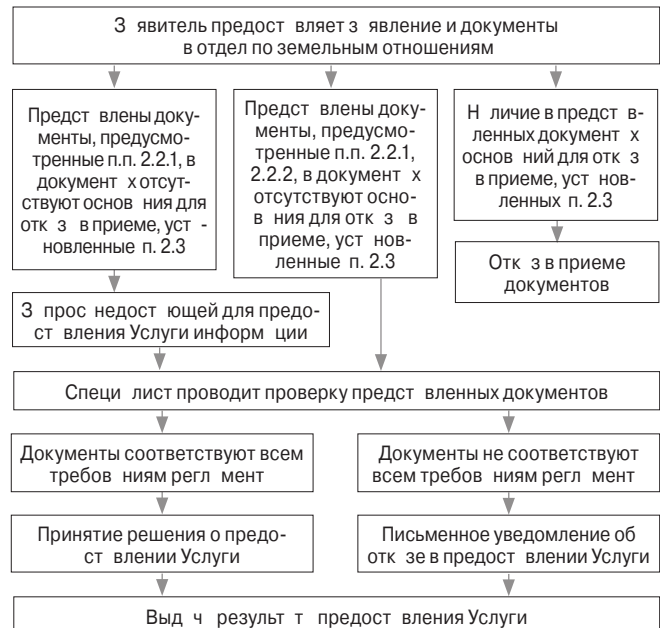 З явитель предост вляет з явление и документы
в отдел по земельным отношениям
Предст влены доку-
менты, предусмо-
тренные п.п. 2.2.1, в
документ х отсут-
ствуют основ ния для
отк з в приеме, уст -
новленные п. 2.3
Предст влены доку-
менты, предусмо-
тренные п.п. 2.2.1,
2.2.2, в документ х
отсутствуют осно-
в ния для отк з в
приеме, уст нов-
ленные п. 2.3
Н личие в предст в-
ленных документ х
основ ний для отк з
в приеме, уст нов-
ленных п. 2.3
Отк з в приеме
документов
З прос недост ющей для предо-
ст вления Услуги информ ции
Специ лист проводит проверку предст вленных документов
Документы соответствуют всем
требов ниям регл мент
Документы не соответствуют
всем требов ниям регл мент
Принятие решения о предо-
ст влении Услуги
Письменное уведомление об
отк зе в предост влении Услуги
Выд ч результ т предост вления Услуги